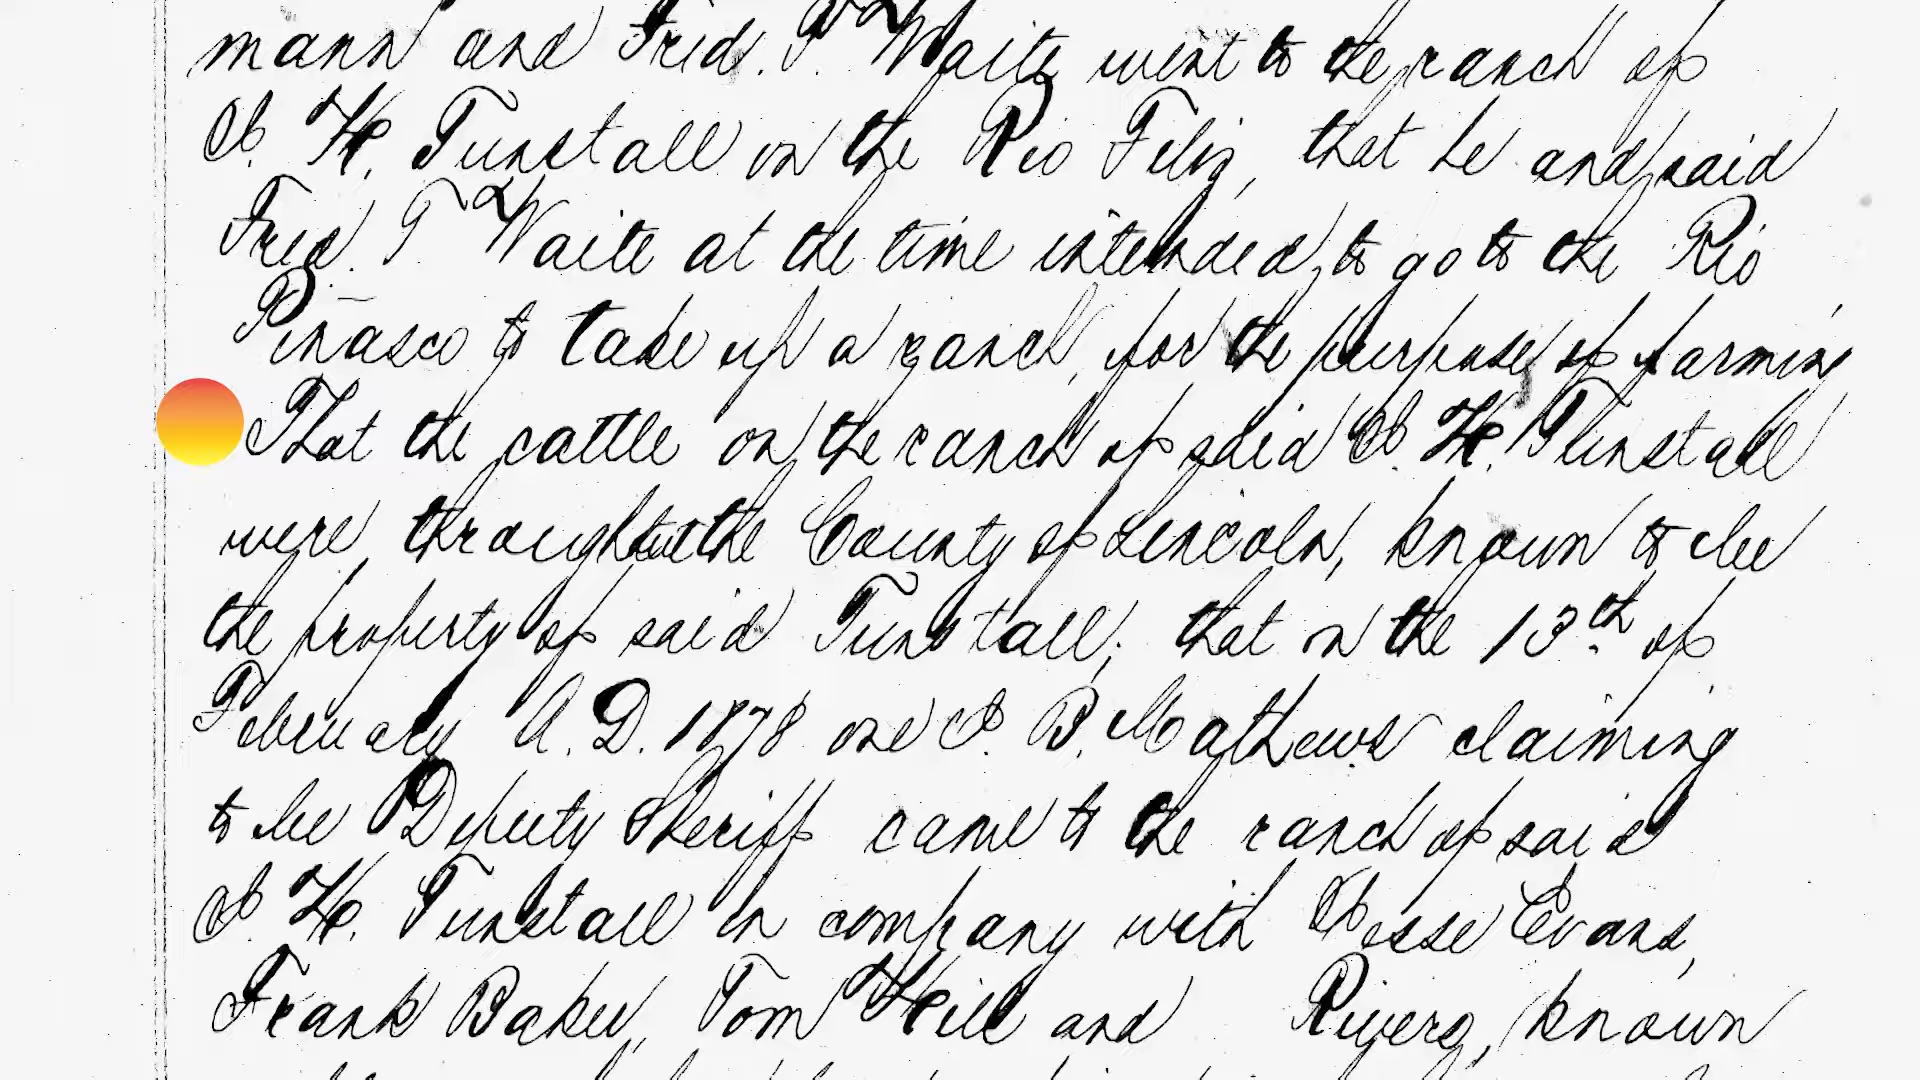 mann and Fred. T. Waite went to the ranch of
J. H. Tunstall on the Rio Feliz, that he and said
Fred. T. Waite at the time intended, to go to the Rio
Penasco to take up a ranch, for the purpose of farming
That the cattle on the ranch of said J. H. Tunstall
were throughout the County of Lincoln, known to be
the property of said Tunstall; that on the 13th of
February A.D. 1878 one J. B. Mathews claiming
to be Deputy Sheriff came to the ranch of said
J. H. Tunstall in company with Jesse Evans,
Frank Baker, Tom Hill and Rivers, known